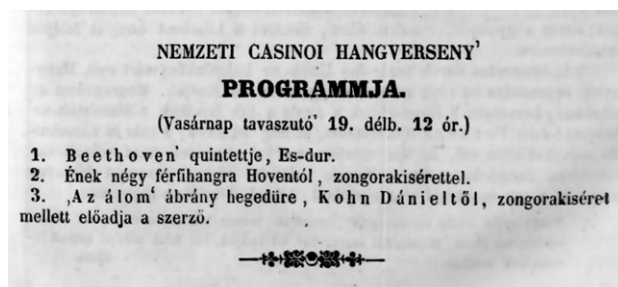 NEMZETI CASINOI HANGVERSENY'
PROGRAMMJA.
(Vasárnap tavaszutó' 19. délb. 12 ór.)
1. Beethoven' quintettje, Es-dur.
2. Ének négy férfihangra Hoventól, zongorakisérettel.
3. ‚Az álom‘ ábrány hegedüre, Kohn Dánieltől, zongorakiséret
mellett előadja a szerző.